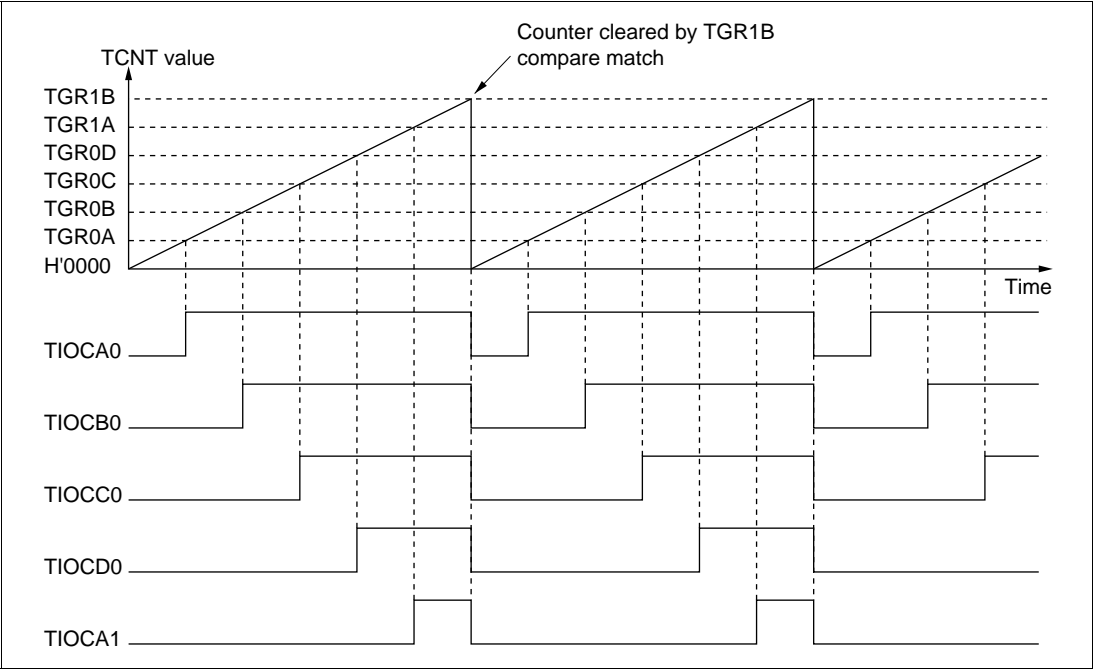 Counter cleared by TGR1B
compare match
TCNT value
TGR1B
TGR1A
TGR0D
TGR0C
TGR0B
TGR0A
H'0000
Time
TIOCA0
TIOCB0
TIOCC0
TIOCD0
TIOCA1